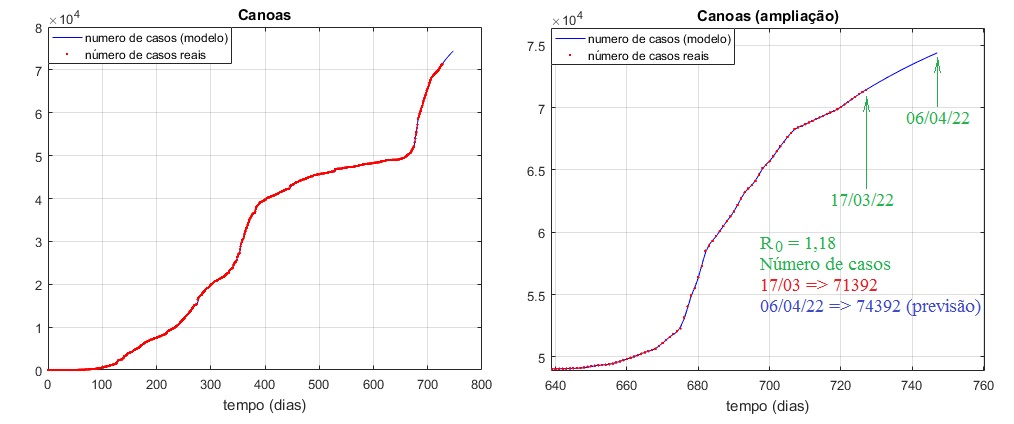 Canoas
×10⁴
numero de casos (modelo)
número de casos reais
8
7
6
5
4
3
2
1
0
0 100 200 300 400 500 600 700 800
tempo (dias)
Canoas (ampliação)
×10⁴
numero de casos (modelo)
número de casos reais
7.5
7
6.5
6
5.5
5
06/04/22
17/03/22
R0 = 1,18
Número de casos
17/03 => 71392
06/04/22 => 74392 (previsão)
640 660 680 700 720 740 760
tempo (dias)